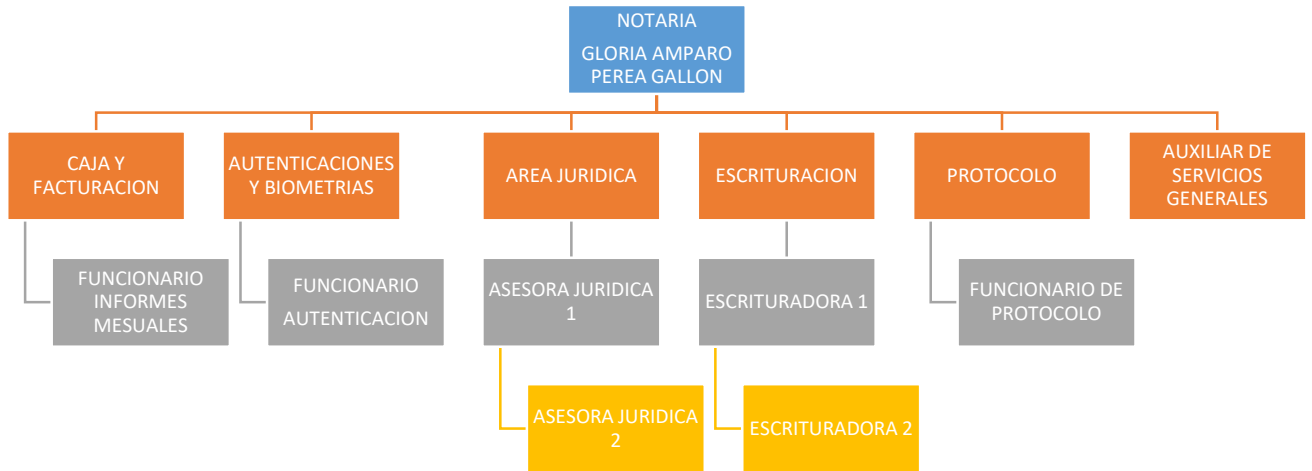 NOTARIA
GLORIA AMPARO
PEREA GALLON
CAJA Y
FACTURACION
AUTENTICACIONES
Y BIOMETRIAS
AREA JURIDICA
ESCRITURACION
PROTOCOLO
AUXILIAR DE
SERVICIOS
GENERALES
FUNCIONARIO
INFORMES
MESUALES
FUNCIONARIO
AUTENTICACION
ASESORA JURIDICA
1
ESCRITURADORA 1
FUNCIONARIO DE
PROTOCOLO
ASESORA JURIDICA
2
ESCRITURADORA 2